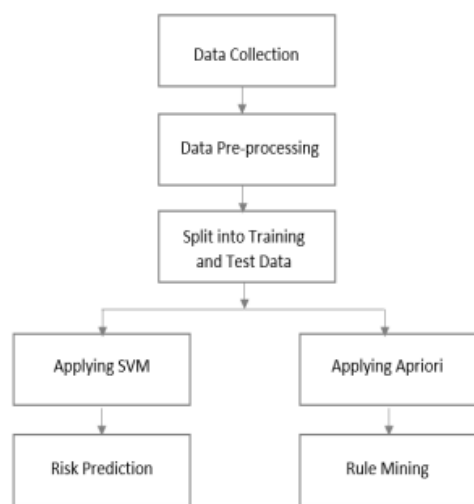 Data Collection
Data Pre-processing
Split into Training
and Test Data
Applying SVM
Applying Apriori
Risk Prediction
Rule Mining